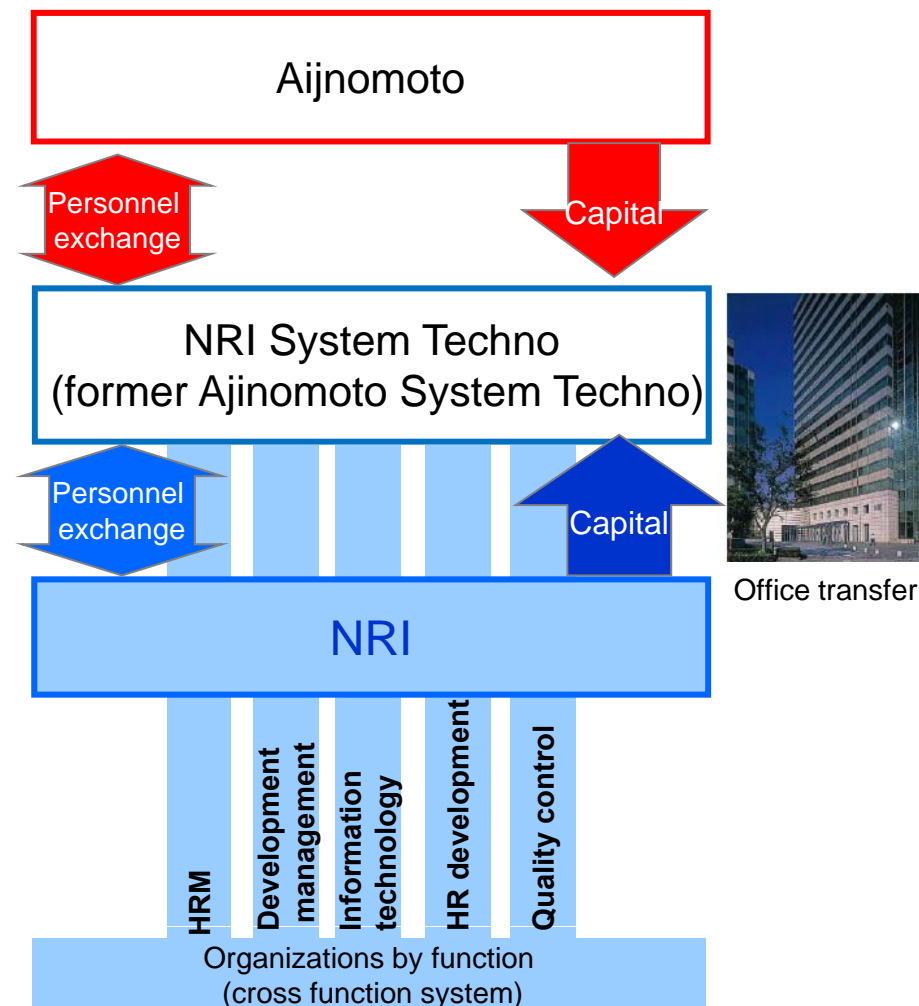 Aijnomoto
Personnel
exchange
Capital
NRI System Techno
(former Ajinomoto System Techno)
Personnel
exchange
Capital
Office transfer
NRI
HRM
Development
management
Information
technology
HR development
Quality control
Organizations by function
(cross function system)